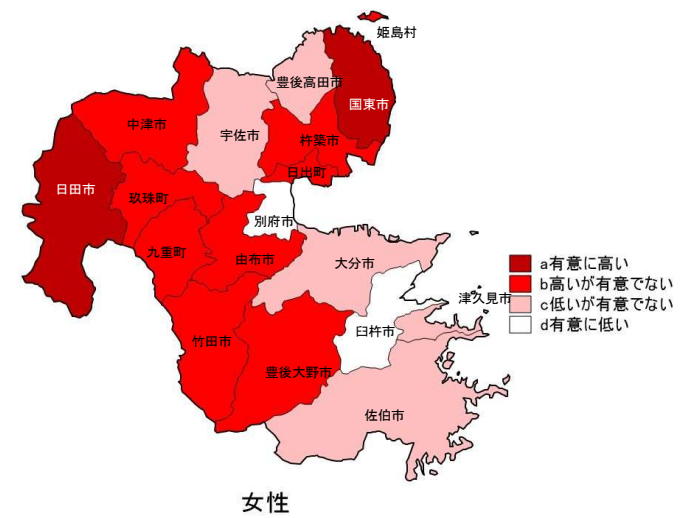 姫島村
豊後高田市
国東市
中津市
宇佐市
杵築市
日出町
日田市
玖珠町
別府市
九重町
由布市
大分市
a有意に高い
b高いが有意でない
c低いが有意でない
d有意に低い
津久見市
臼杵市
竹田市
豊後大野市
佐伯市
女性